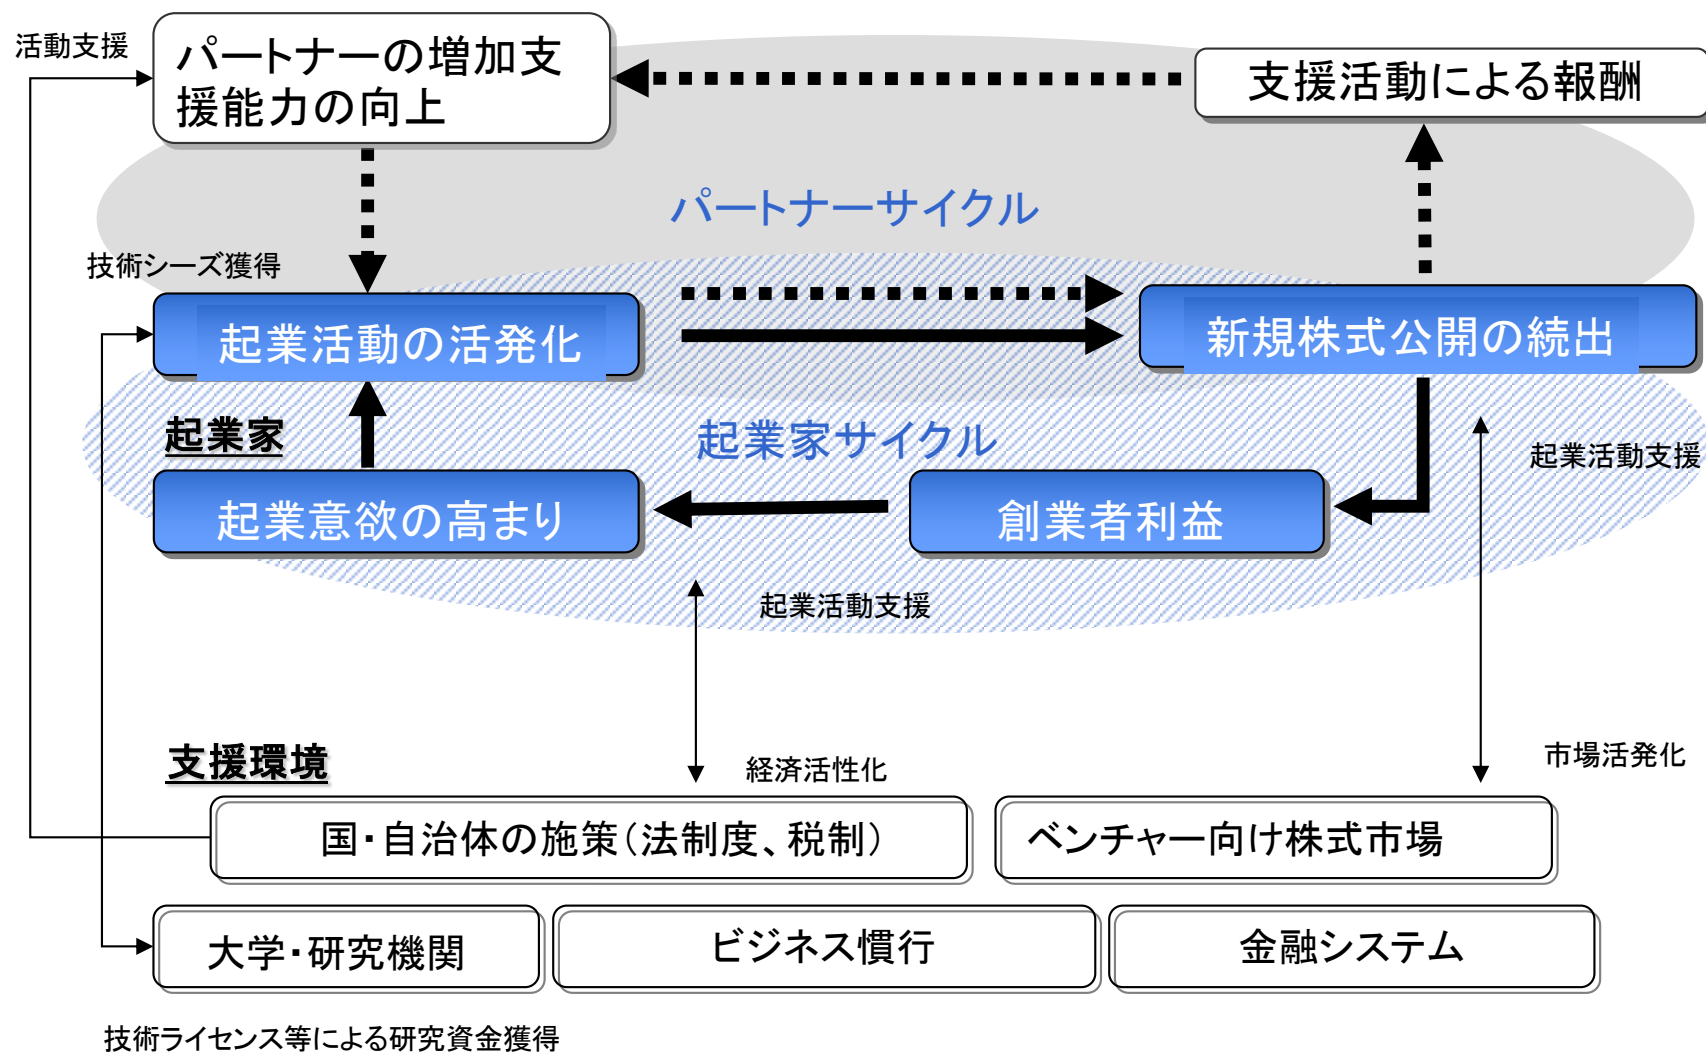 活動支援
パートナーの増加支
援能力の向上
支援活動による報酬
パートナーサイクル
技術シーズ獲得
起業活動の活発化
新規株式公開の続出
起業家
起業家サイクル
起業活動支援
起業意欲の高まり
創業者利益
起業活動支援
支援環境
経済活性化
市場活発化
国・自治体の施策（法制度、税制）
ベンチャー向け株式市場
大学・研究機関
ビジネス慣行
金融システム
技術ライセンス等による研究資金獲得